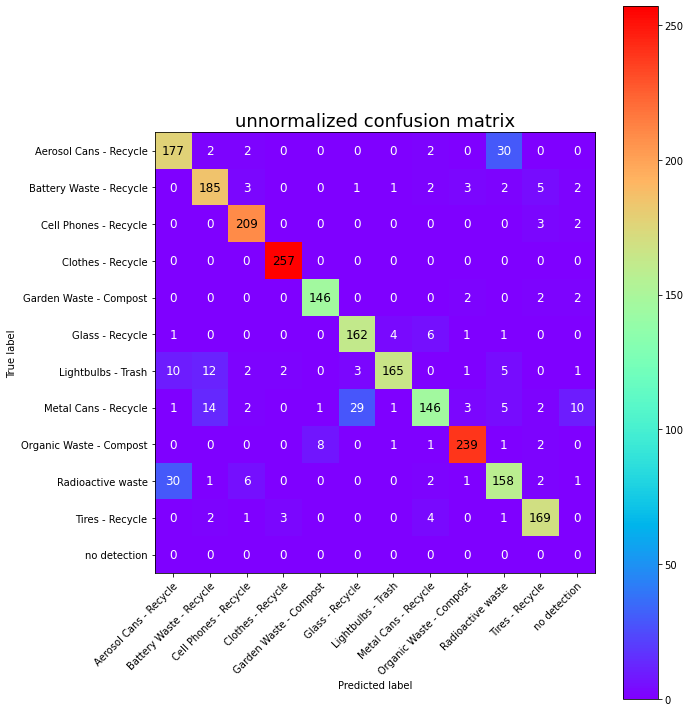 unnormalized confusion matrix
250
200
150
100
50
0
True label
Aerosol Cans - Recycle 177 2 2 0 0 0 0 2 0 30 0 0
Battery Waste - Recycle 0 185 3 0 0 1 1 2 3 2 5 2
Cell Phones - Recycle 0 0 209 0 0 0 0 0 0 0 3 2
Clothes - Recycle 0 0 0 257 0 0 0 0 0 0 0 0
Garden Waste - Compost 0 0 0 0 146 0 0 0 2 0 2 2
Glass - Recycle 1 0 0 0 0 162 4 6 1 1 0 0
Lightbulbs - Trash 10 12 2 2 0 3 165 0 1 5 0 1
Metal Cans - Recycle 1 14 2 0 1 29 1 146 3 5 2 10
Organic Waste - Compost 0 0 0 0 8 0 1 1 239 1 2 0
Radioactive waste 30 1 6 0 0 0 0 2 1 158 2 1
Tires - Recycle 0 2 1 3 0 0 0 4 0 1 169 0
no detection 0 0 0 0 0 0 0 0 0 0 0 0
Aerosol Cans - Recycle
Battery Waste - Recycle
Cell Phones - Recycle
Clothes - Recycle
Garden Waste - Compost
Glass - Recycle
Lightbulbs - Trash
Metal Cans - Recycle
Organic Waste - Compost
Radioactive waste
Tires - Recycle
no detection
Predicted label